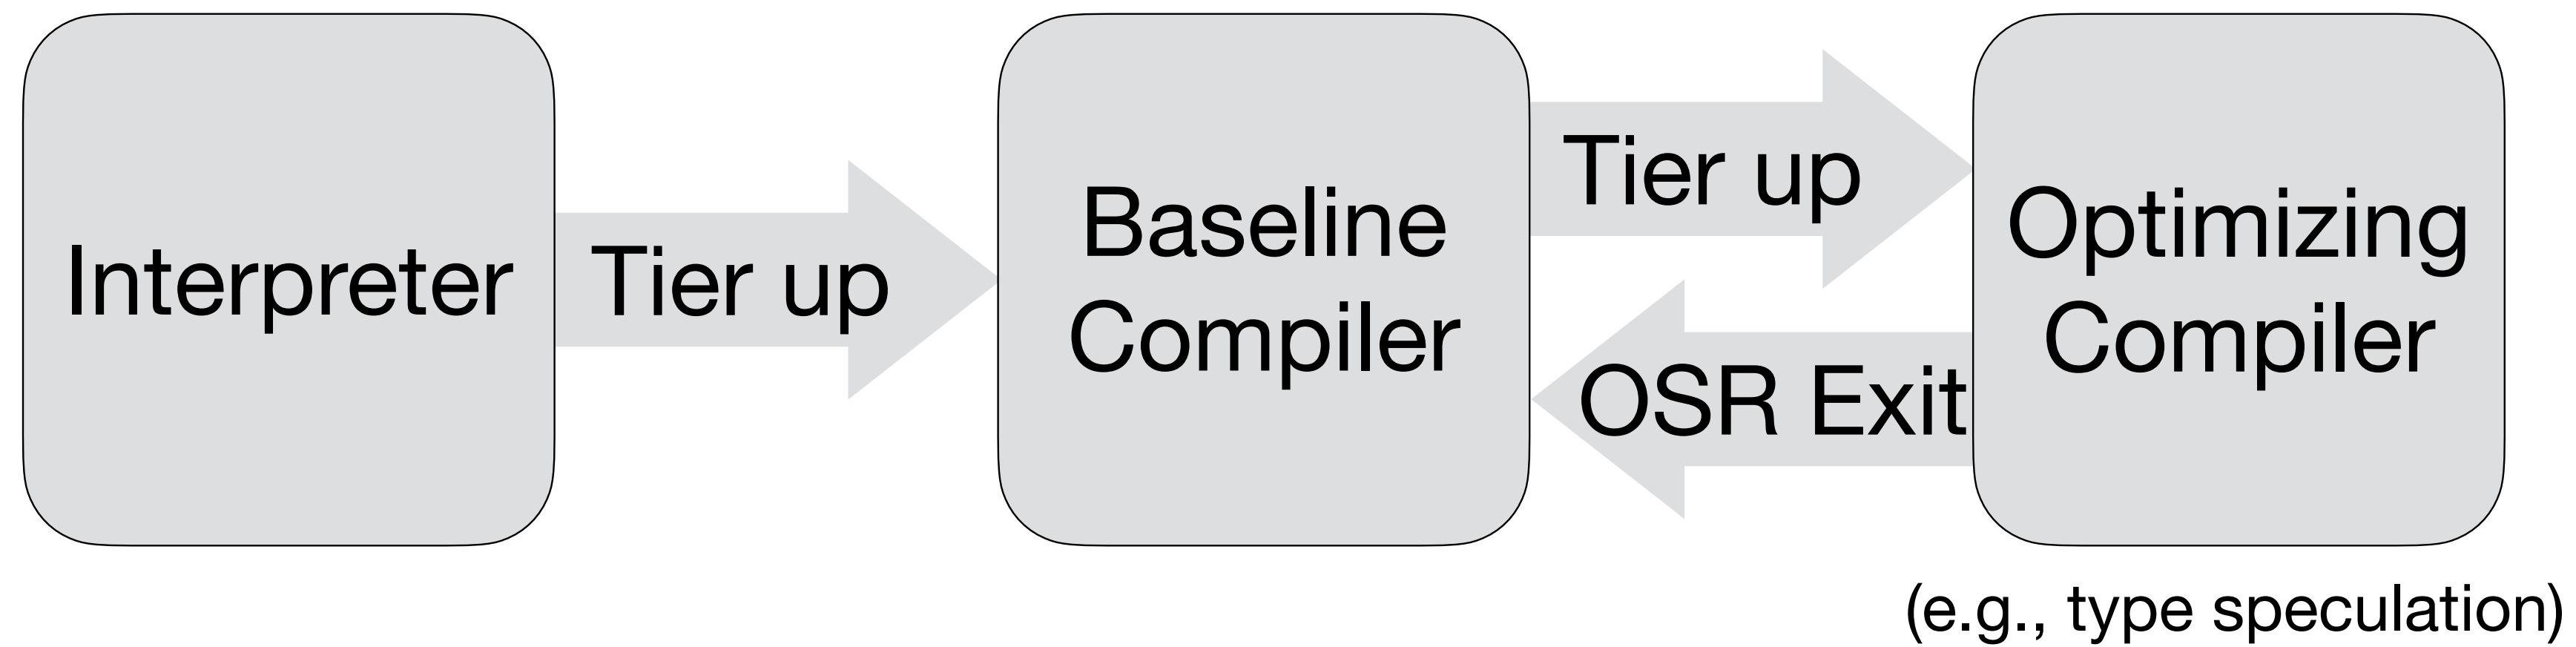 Interpreter
Tier up
Baseline
Compiler
Tier up
OSR Exit
Optimizing
Compiler
(e.g., type speculation)